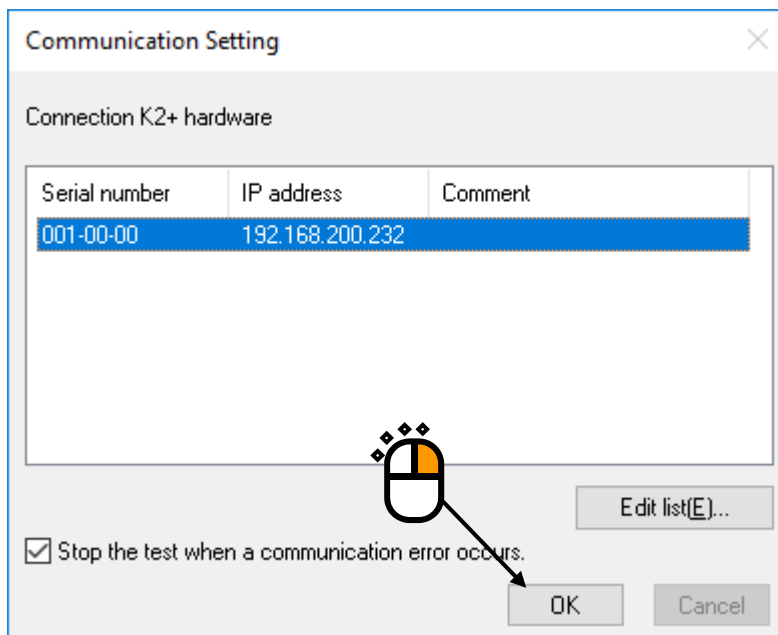 Communication Setting
Connection K2+ hardware
Serial number IP address Comment
001-00-00 192.168.200.232
Edit list(E)...
Stop the test when a communication error occurs.
OK Cancel